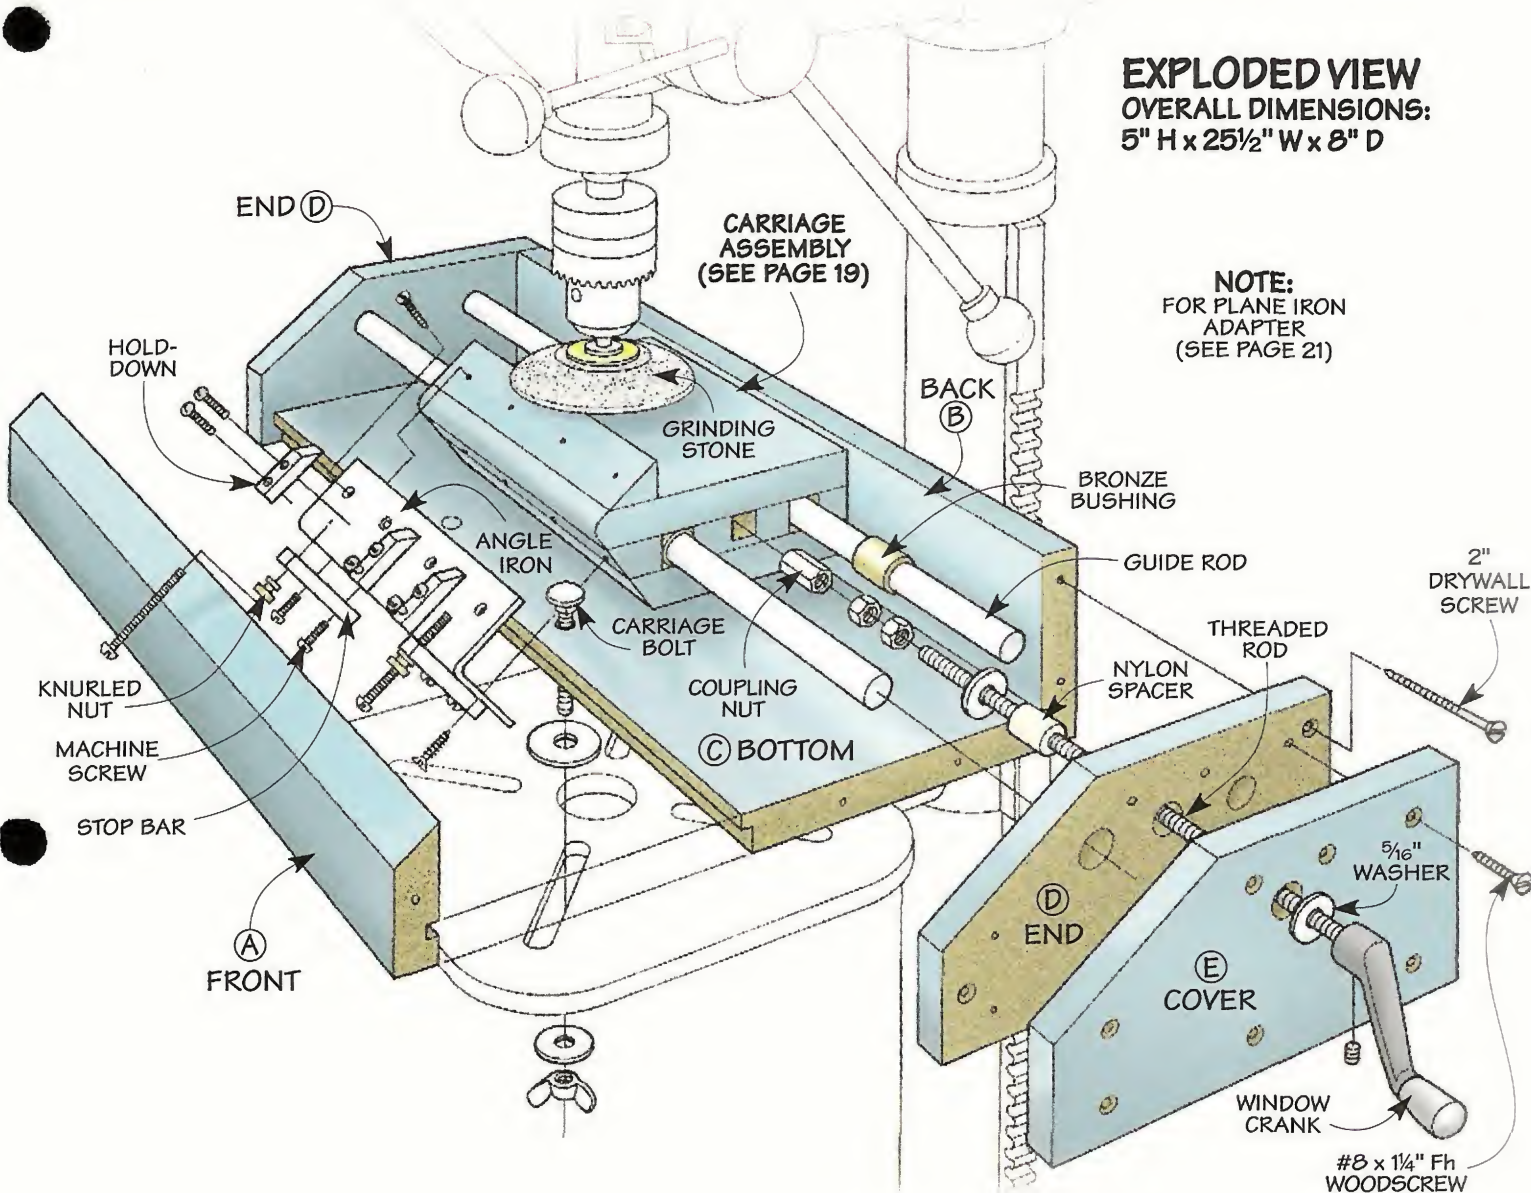 EXPLODED VIEW
OVERALL DIMENSIONS:
5" H x 25½" W x 8" D
END Ⓓ
CARRIAGE
ASSEMBLY
(SEE PAGE 19)
NOTE:
FOR PLANE IRON
ADAPTER
(SEE PAGE 21)
HOLD-
DOWN
BACK
Ⓑ
GRINDING
STONE
BRONZE
BUSHING
ANGLE
IRON
GUIDE ROD
2"
DRYWALL
SCREW
CARRIAGE
BOLT
THREADED
ROD
KNURLED
NUT
COUPLING
NUT
NYLON
SPACER
MACHINE
SCREW
Ⓒ BOTTOM
STOP BAR
5/16"
WASHER
Ⓓ
END
Ⓐ
FRONT
Ⓔ
COVER
WINDOW
CRANK
#8 x 1¼" Fh
WOODSCREW